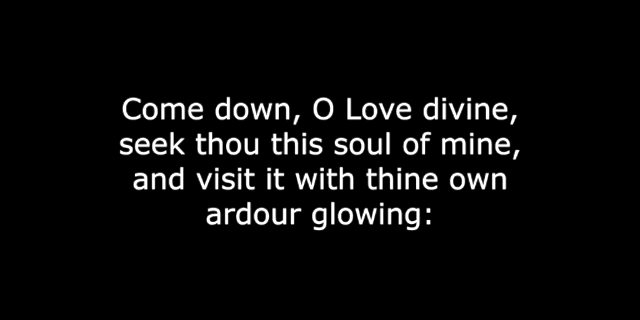 Come down, O Love divine,
seek thou this soul of mine,
and visit it with thine own
ardour glowing: